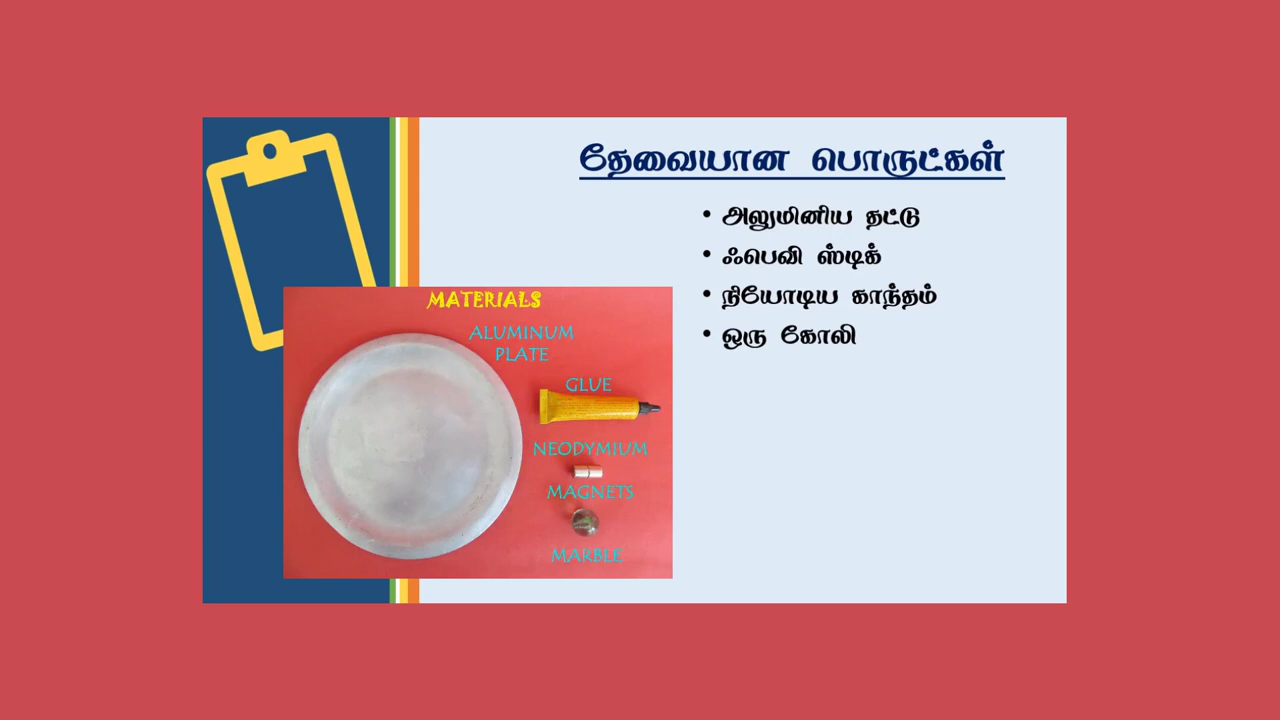 தேவையான பொருட்கள்
• அலுமினிய தட்டு
• ஃபெவி ஸ்டிக்
• நியோடிய காந்தம்
• ஒரு கோலி
MATERIALS
ALUMINUM
PLATE
GLUE
NEODYMIUM
MAGNETS
MARBLE